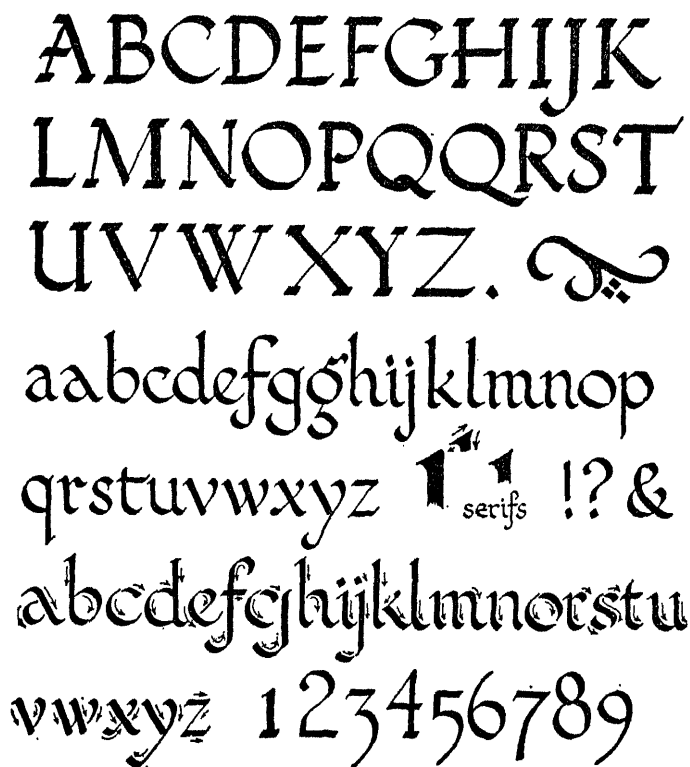 ABCDEFGHIJK
LMNOPQQRST
UVWXYZ.
aabcdefgghijklmnop
qrstuvwxyz serifs !? &
abcdefghijklmnorstu
vwxyz 123456789